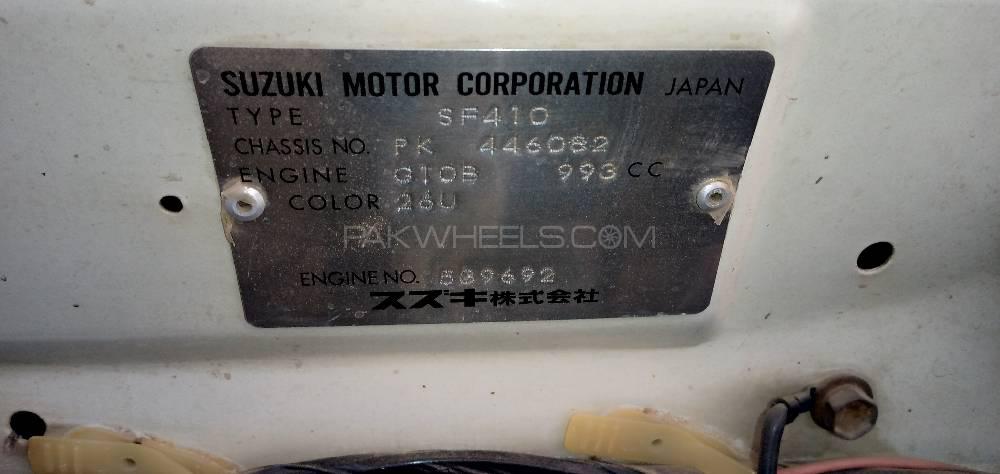 SUZUKI MOTOR CORPORATION JAPAN
TYPE SF410
CHASSIS NO. PK 446082
ENGINE G10B 993 CC
COLOR 26U
PAKWHEELS.COM
ENGINE NO. 539692
スズキ株式会社